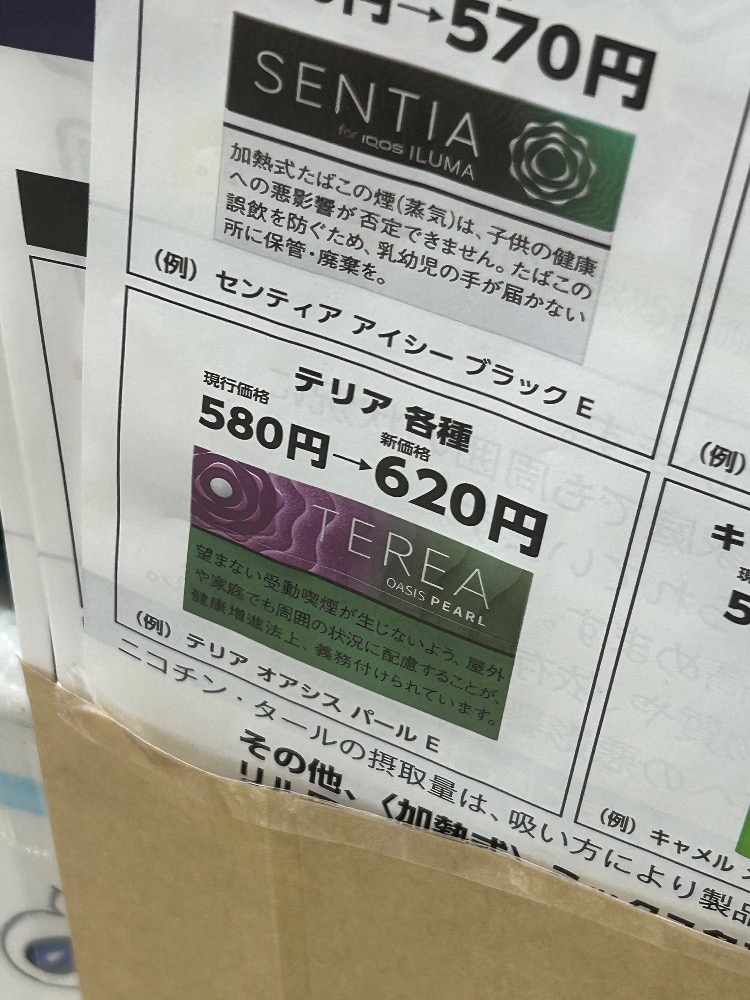 円→570円
SENTIA
for IQOS ILUMA
加熱式たばこの煙(蒸気)は、子供の健康
への悪影響が否定できません。たばこの
誤飲を防ぐため、乳幼児の手が届かない
所に保管・廃棄を。
(例) センティア アイシー ブラック E
(例)
テリア 各種
現行価格
580円→
新価格
620円
TEREA
OASIS PEARL
望まない受動喫煙が生じないよう、屋外
や家庭でも周囲の状況に配慮することが、
健康増進法上、義務付けられています。
(例) テリア オアシス パール E
キ
5
(例) キャメル
ニコチン・タールの摂取量は、吸い方により製品
その他、〈加熱式〉